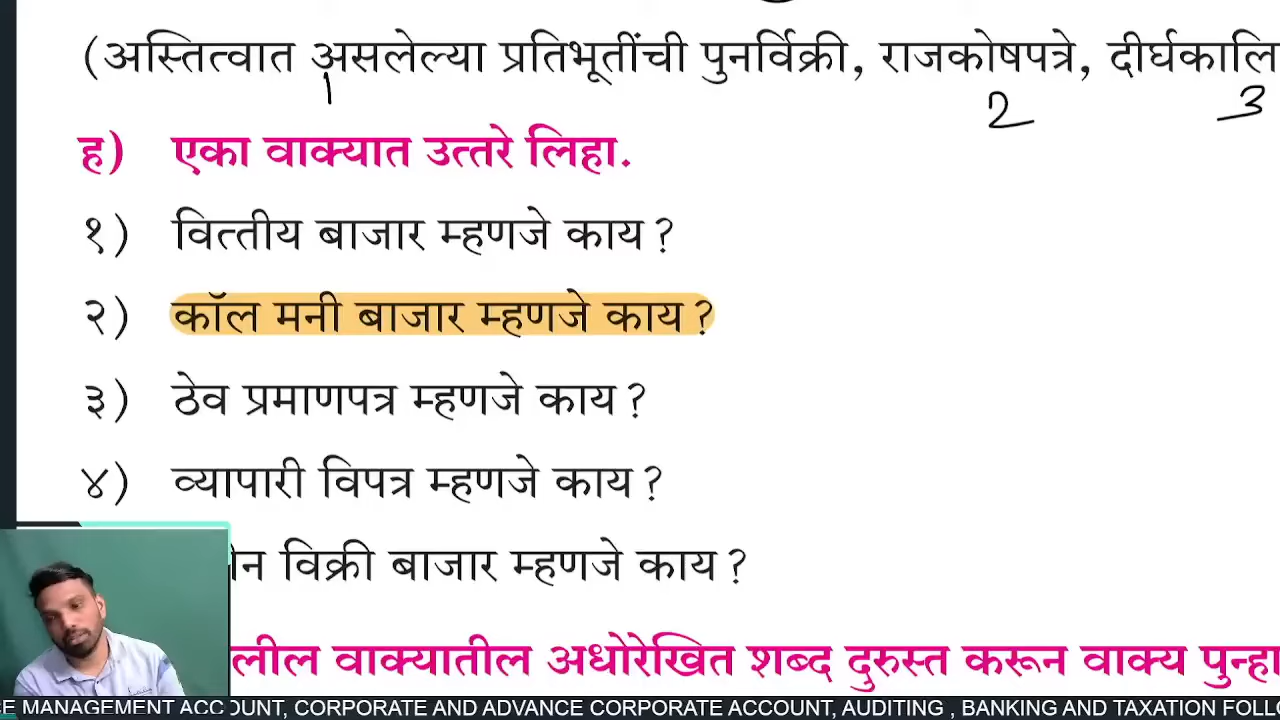 (अस्तित्वात असलेल्या प्रतिभूतींची पुनर्विक्री, राजकोषपत्रे, दीर्घकालि
1 2 3
ह) एका वाक्यात उत्तरे लिहा.
१) वित्तीय बाजार म्हणजे काय ?
२) कॉल मनी बाजार म्हणजे काय ?
३) ठेव प्रमाणपत्र म्हणजे काय ?
४) व्यापारी विपत्र म्हणजे काय ?
विक्री बाजार म्हणजे काय ?
वाक्यातील अधोरेखित शब्द दुरुस्त करून वाक्य पुन्हा
MANAGEMENT ACCOUNT, CORPORATE AND ADVANCE CORPORATE ACCOUNT, AUDITING , BANKING AND TAXATION